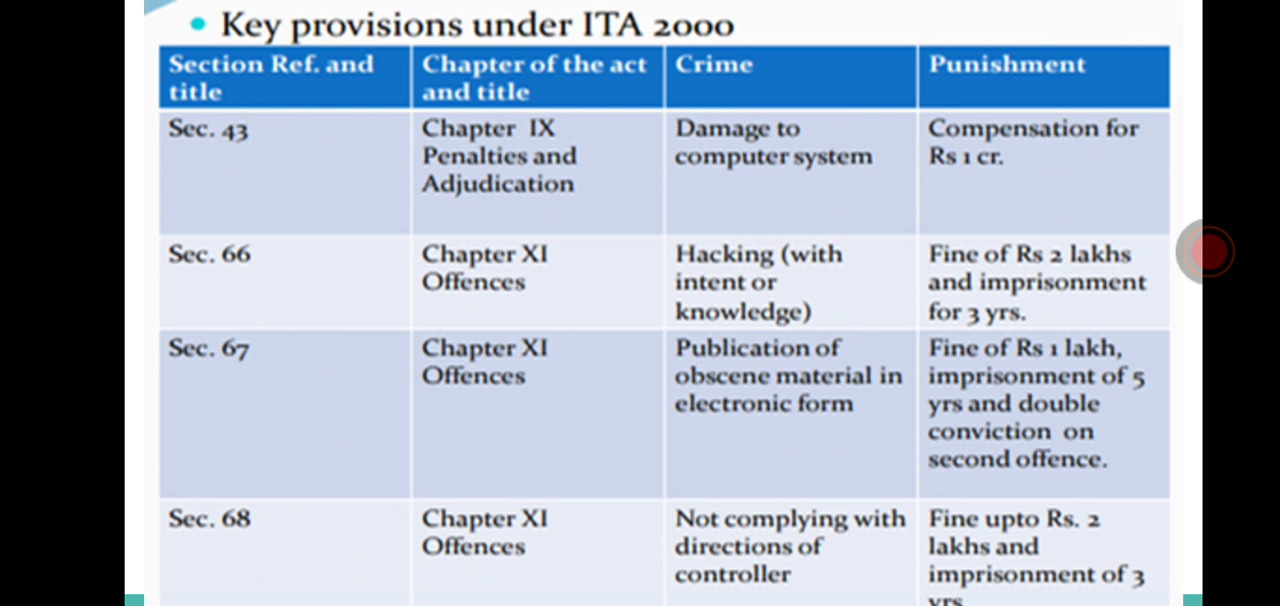 Key provisions under ITA 2000
Section Ref. and
title
Chapter of the act
and title
Crime
Punishment
Sec. 43
Chapter IX
Penalties and
Adjudication
Damage to
computer system
Compensation for
Rs 1 cr.
Sec. 66
Chapter XI
Offences
Hacking (with
intent or
knowledge)
Fine of Rs 2 lakhs
and imprisonment
for 3 yrs.
Sec. 67
Chapter XI
Offences
Publication of
obscene material in
electronic form
Fine of Rs 1 lakh,
imprisonment of 5
yrs and double
conviction on
second offence.
Sec. 68
Chapter XI
Offences
Not complying with
directions of
controller
Fine upto Rs. 2
lakhs and
imprisonment of 3
yrs